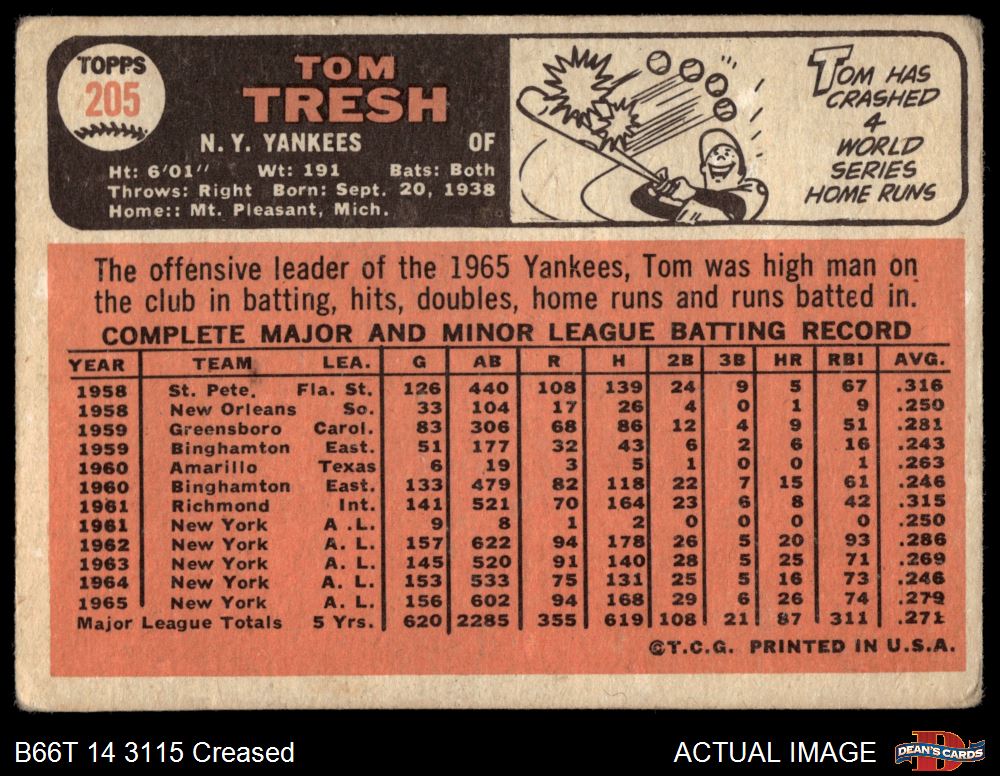 TOPPS
205
TOM
TRESH
N. Y. YANKEES OF
Ht: 6'01" Wt: 191 Bats: Both
Throws: Right Born: Sept. 20, 1938
Home:: Mt. Pleasant, Mich.
TOM HAS
CRASHED
4
WORLD
SERIES
HOME RUNS
The offensive leader of the 1965 Yankees, Tom was high man on
the club in batting, hits, doubles, home runs and runs batted in.
COMPLETE MAJOR AND MINOR LEAGUE BATTING RECORD
YEAR TEAM LEA. G AB R H 2B 3B HR RBI AVG.
1958 St. Pete. Fla. St. 126 440 108 139 24 9 5 67 .316
1958 New Orleans So. 33 104 17 26 4 0 1 9 .250
1959 Greensboro Carol. 83 306 68 86 12 4 9 51 .281
1959 Binghamton East. 51 177 32 43 6 2 6 16 .243
1960 Amarillo Texas 6 19 3 5 1 0 0 1 .263
1960 Binghamton East. 133 479 82 118 22 7 15 61 .246
1961 Richmond Int. 141 521 70 164 23 6 8 42 .315
1961 New York A .L. 9 8 1 2 0 0 0 0 .250
1962 New York A. L. 157 622 94 178 26 5 20 93 .286
1963 New York A. L. 145 520 91 140 28 5 25 71 .269
1964 New York A. L. 153 533 75 131 25 5 16 73 .246
1965 New York A. L. 156 602 94 168 29 6 26 74 .279
Major League Totals 5 Yrs. 620 2285 355 619 108 21 87 311 .271
©T.C.G. PRINTED IN U.S.A.
B66T 14 3115 Creased
ACTUAL IMAGE
DEAN'S CARDS